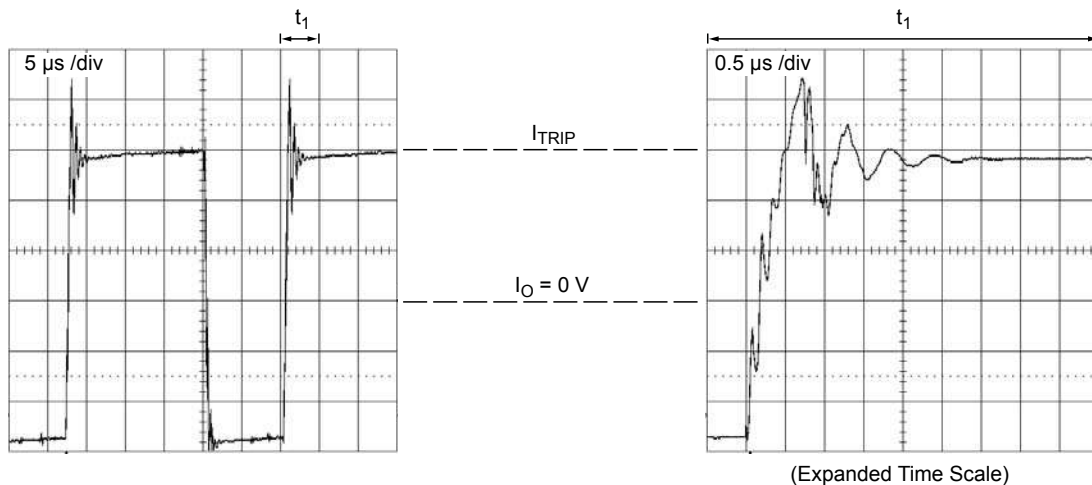 t1
t1
5 µs /div
0.5 µs /div
ITRIP
IO = 0 V
(Expanded Time Scale)